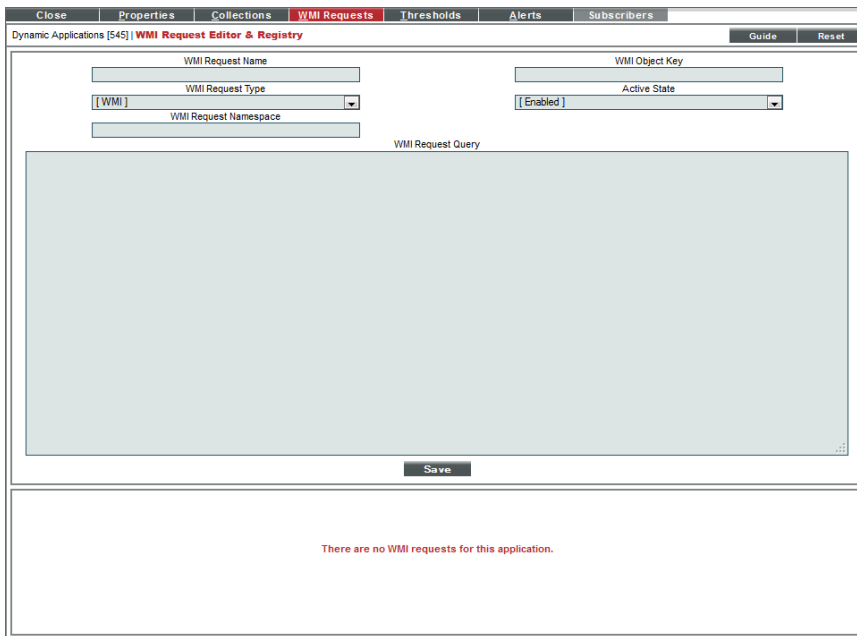 Close Properties Collections WMI Requests Thresholds Alerts Subscribers
Dynamic Applications [545] | WMI Request Editor & Registry Guide Reset
WMI Request Name WMI Object Key
WMI Request Type Active State
[ WMI ] [ Enabled ]
WMI Request Namespace
WMI Request Query
Save
There are no WMI requests for this application.